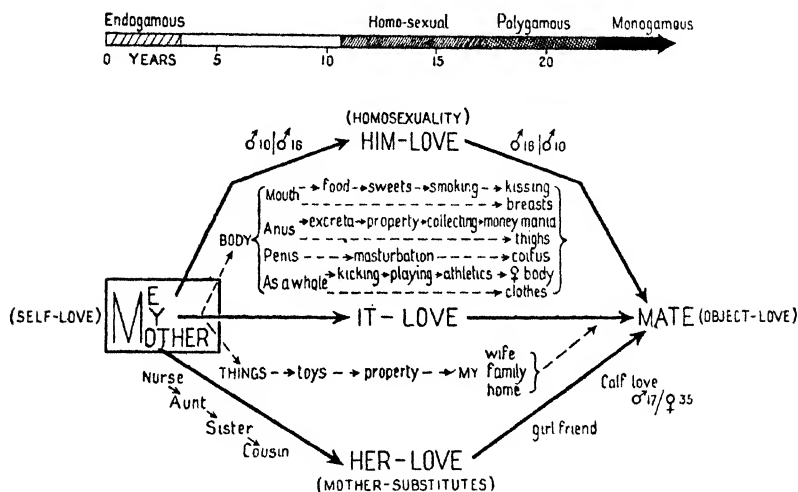 Endogamous Homo-sexual Polygamous Monogamous
0 YEARS 5 10 15 20
(HOMOSEXUALITY)
♂10/♂16 HIM-LOVE ♂18/♂10
Mouth food sweets smoking kissing
breasts
Anus excreta property collecting money mania
thighs
BODY
Penis masturbation coitus
As a whole kicking playing athletics ♀ body
clothes
(SELF-LOVE) ME MY MOTHER IT-LOVE MATE (OBJECT-LOVE)
THINGS toys property MY wife family home
Nurse
Aunt
Sister
Cousin
Calf love
♂17/♀35
girl friend
HER-LOVE
(MOTHER-SUBSTITUTES)